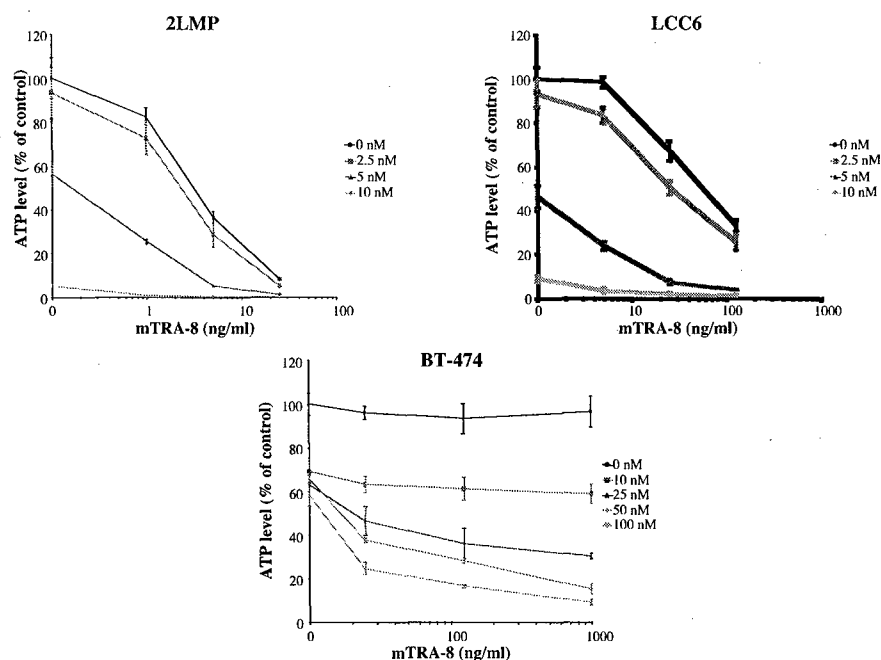 2LMP
120
100
80
60
40
20
0
0
1
10
100
ATP level (% of control)
mTRA-8 (ng/ml)
0 nM
2.5 nM
5 nM
10 nM
LCC6
120
100
80
60
40
20
0
0
10
100
1000
ATP level (% of control)
mTRA-8 (ng/ml)
0 nM
2.5 nM
5 nM
10 nM
BT-474
120
100
80
60
40
20
0
0
100
1000
ATP level (% of control)
mTRA-8 (ng/ml)
0 nM
10 nM
25 nM
50 nM
100 nM